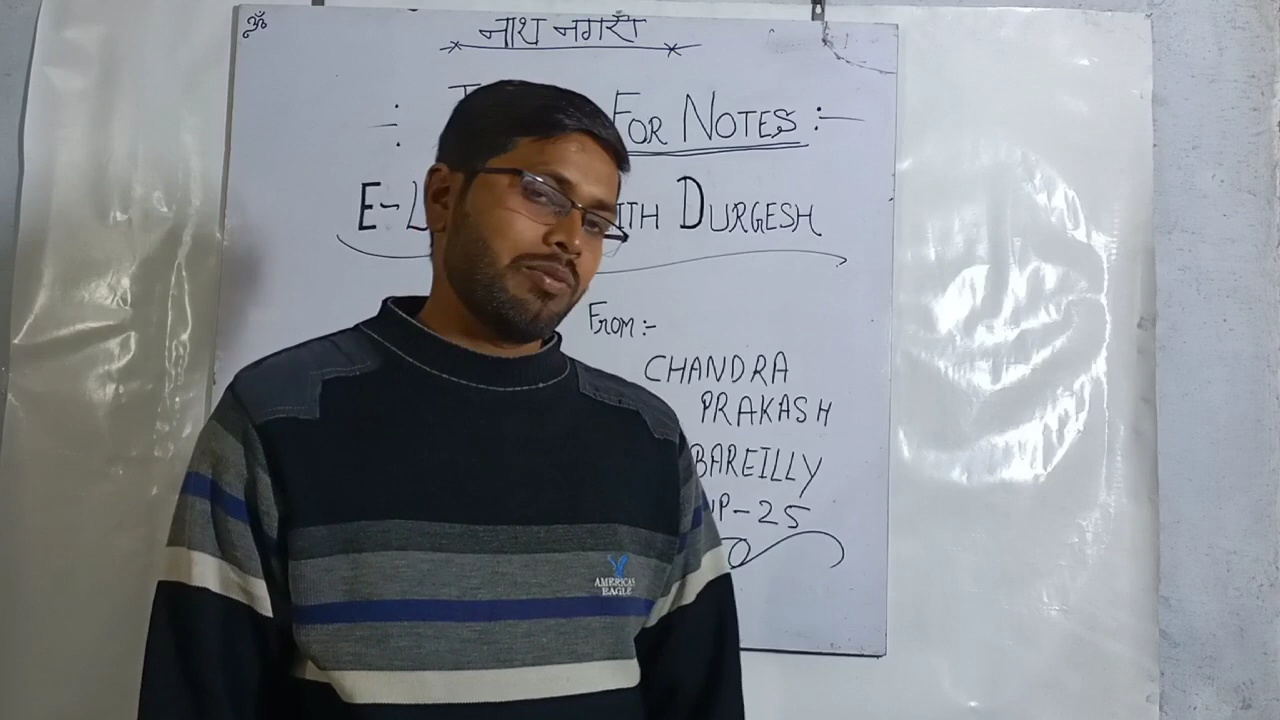 ॐ
नाथ नगरी
FOR NOTES :-
E-L ITH DURGESH
From :-
CHANDRA
PRAKASH
BAREILLY
UP-25
AMERICAN
EAGLE